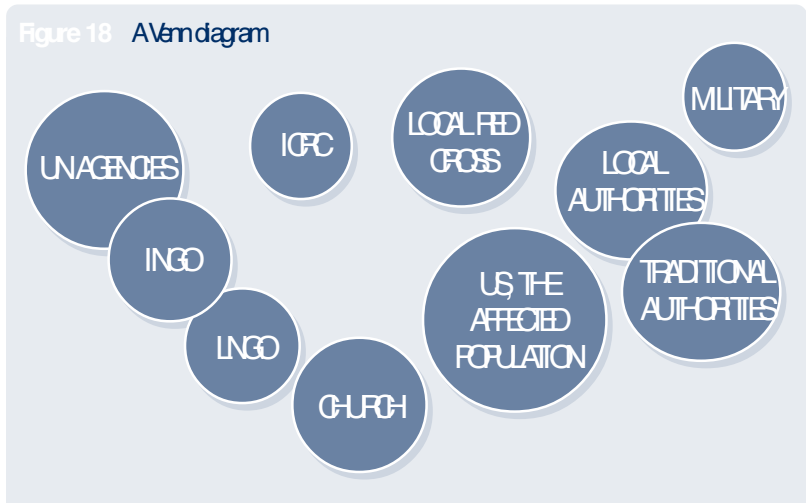 Figure 18 A Venn diagram
MILITARY
LOCAL RED
CROSS
ICRC
LOCAL
AUTHORITIES
UN AGENCIES
INGO
US, THE
AFFECTED
POPULATION
TRADITIONAL
AUTHORITIES
LNGO
CHURCH